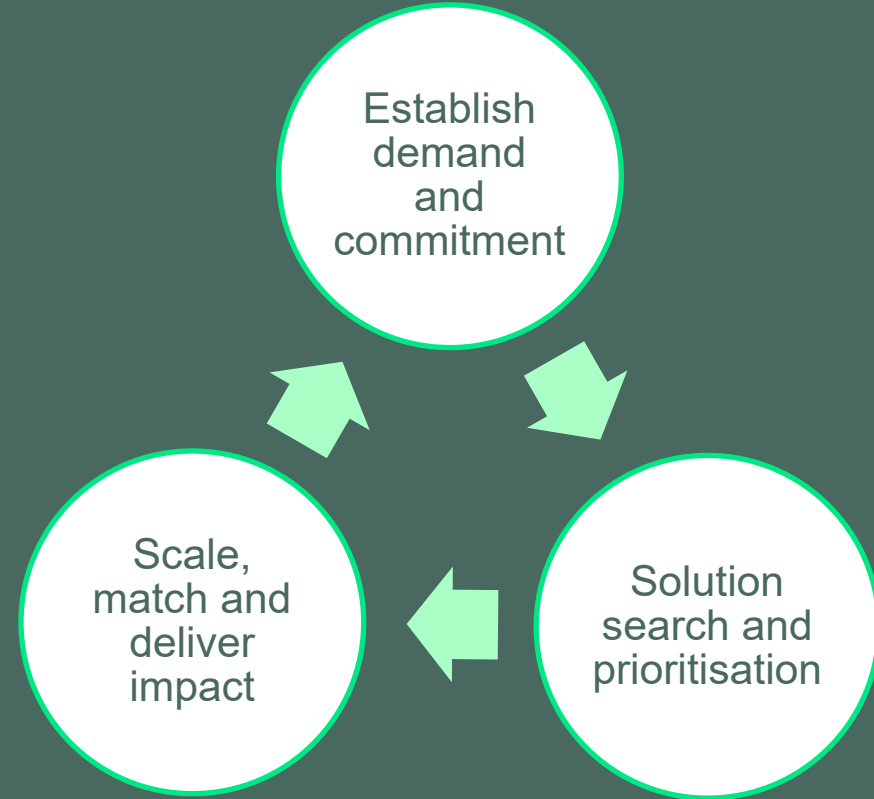 Establish
demand
and
commitment
Solution
search and
prioritisation
Scale,
match and
deliver
impact